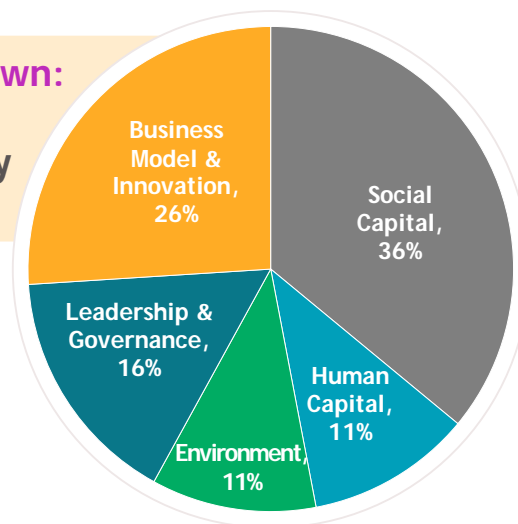 wn:
y
Business
Model &
Innovation,
26%
Social
Capital,
36%
Leadership &
Governance,
16%
Human
Capital,
11%
Environment,
11%